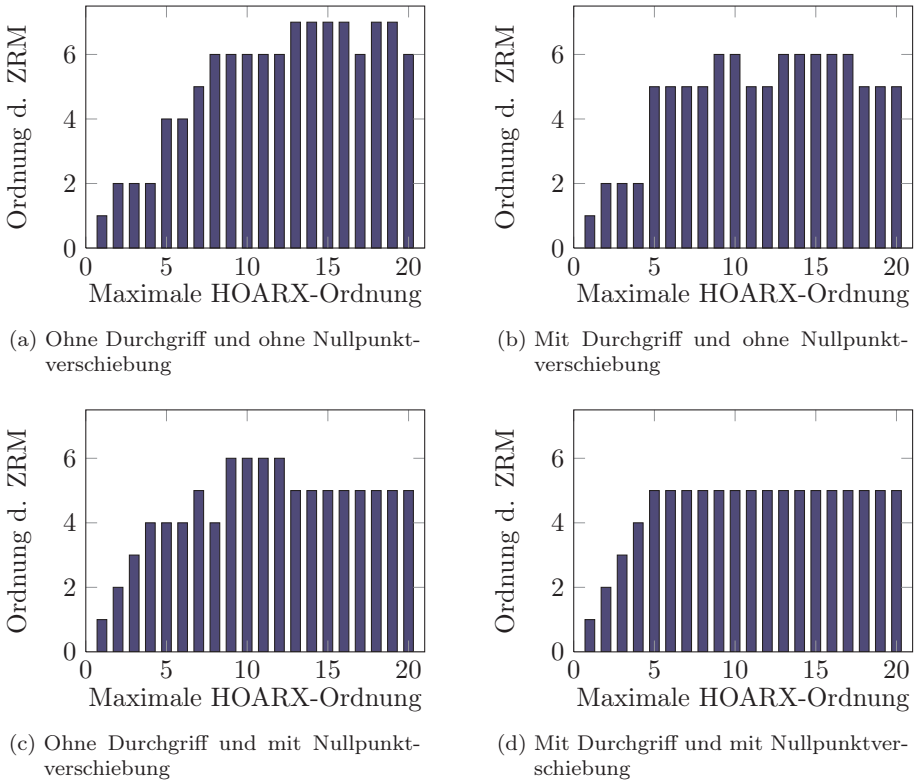 Ordnung d. ZRM
6
4
2
0
0 5 10 15 20
Maximale HOARX-Ordnung
(a) Ohne Durchgriff und ohne Nullpunkt-
verschiebung
Ordnung d. ZRM
6
4
2
0
0 5 10 15 20
Maximale HOARX-Ordnung
(b) Mit Durchgriff und ohne Nullpunkt-
verschiebung
Ordnung d. ZRM
6
4
2
0
0 5 10 15 20
Maximale HOARX-Ordnung
(c) Ohne Durchgriff und mit Nullpunkt-
verschiebung
Ordnung d. ZRM
6
4
2
0
0 5 10 15 20
Maximale HOARX-Ordnung
(d) Mit Durchgriff und mit Nullpunktver-
schiebung